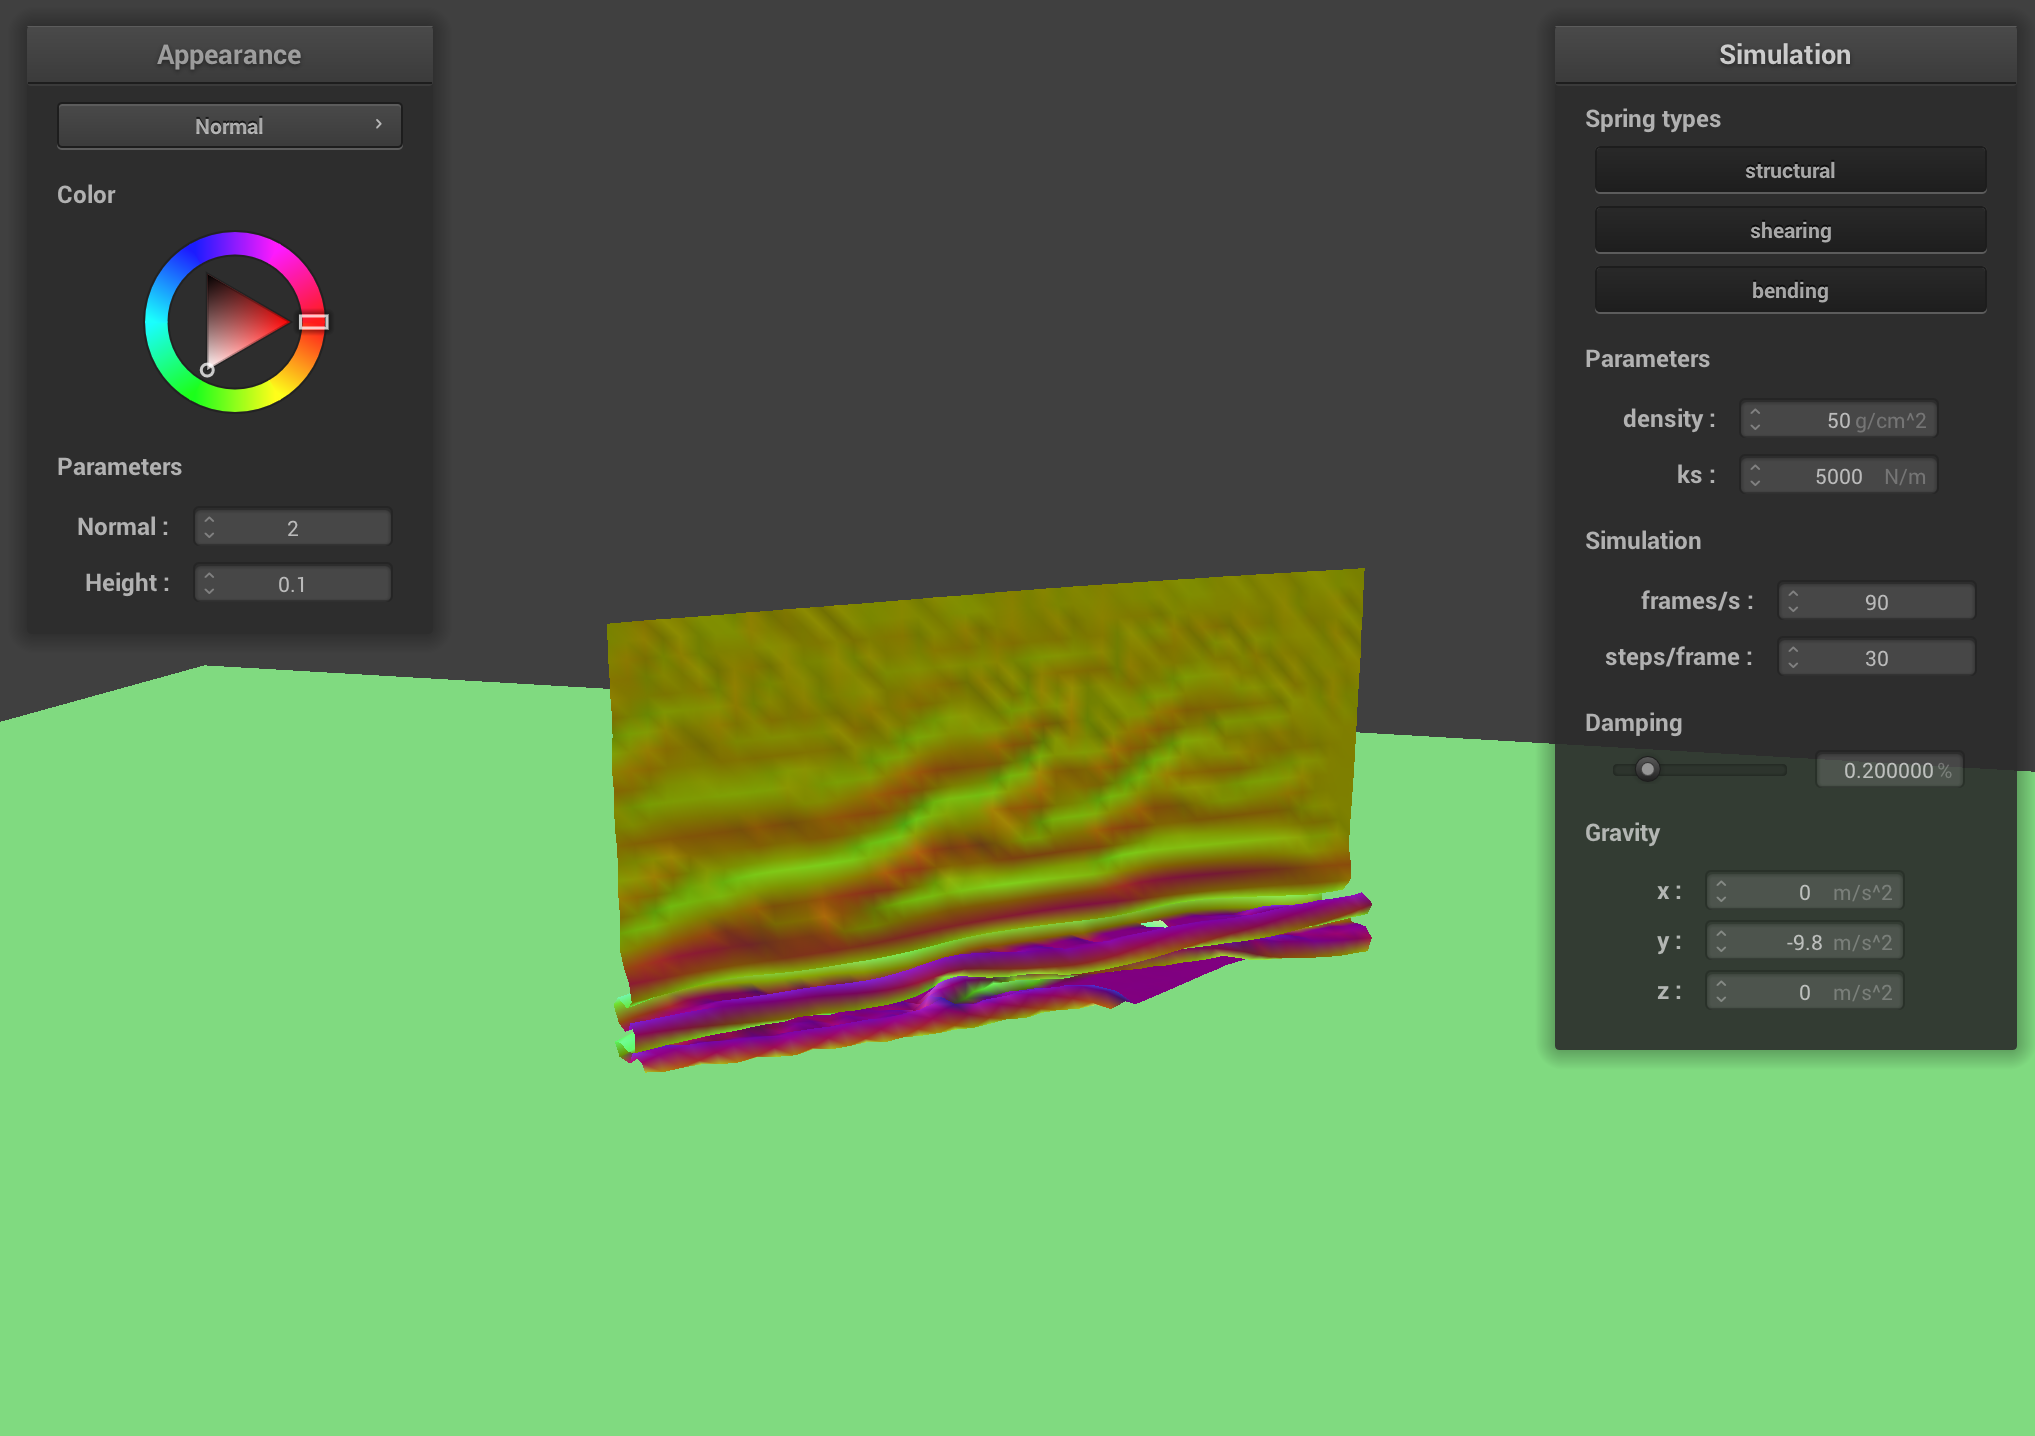 Appearance
Normal
Color
Parameters
Normal : 2
Height : 0.1
Simulation
Spring types
structural
shearing
bending
Parameters
density : 50 g/cm^2
ks : 5000 N/m
Simulation
frames/s : 90
steps/frame : 30
Damping
0.200000 %
Gravity
x : 0 m/s^2
y : -9.8 m/s^2
z : 0 m/s^2